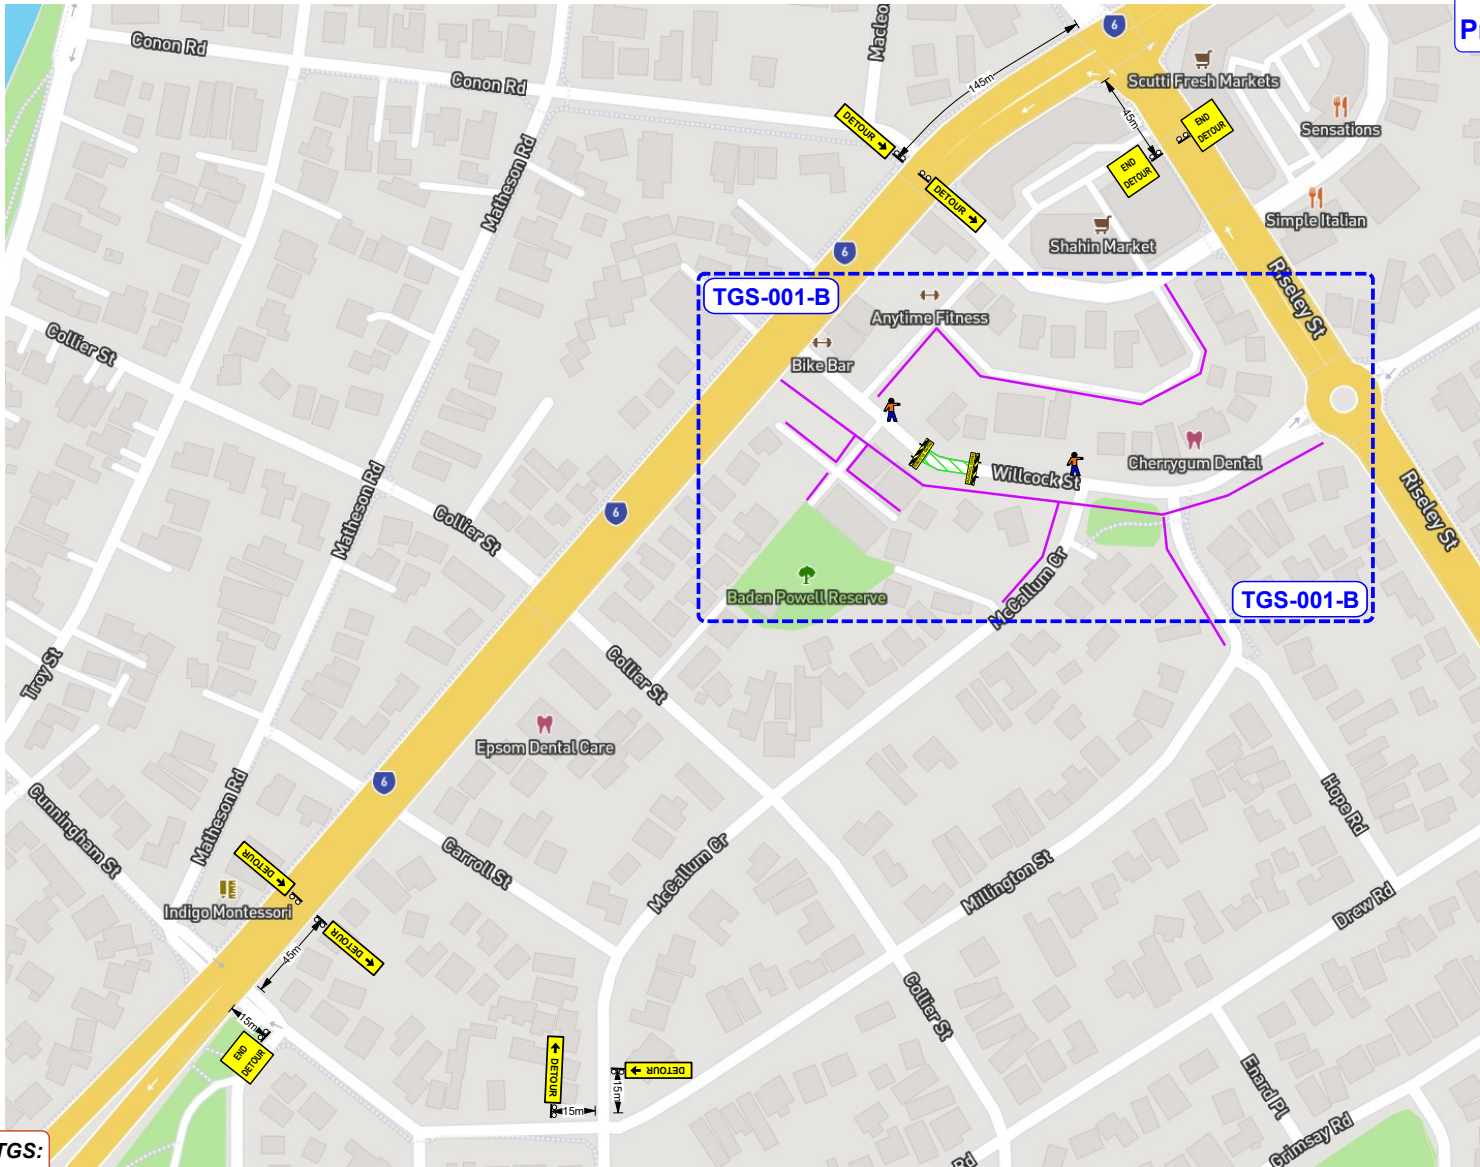 Conon Rd
Conon Rd
6
145m
Scutti Fresh Markets
DETOUR
45m
END
DETOUR
Sensations
END
DETOUR
DETOUR
Matheson Rd
Simple Italian
Shahin Market
6
TGS-001-B
Riseley St
Anytime Fitness
Collier St
Bike Bar
Cherrygum Dental
Willcock St
Matheson Rd
Riseley St
Collier St
6
Baden Powell Reserve
McCallum Cr
TGS-001-B
Troy St
Collier St
Epsom Dental Care
6
Cunningham St
Matheson Rd
Hope Rd
Carroll St
McCallum Cr
DETOUR
Millington St
Indigo Montessori
Drew Rd
DETOUR
45m
Collier St
15m
END
DETOUR
DETOUR
DETOUR
15m
15m
Enard Pl
Grimsay Rd
TGS:
Rd